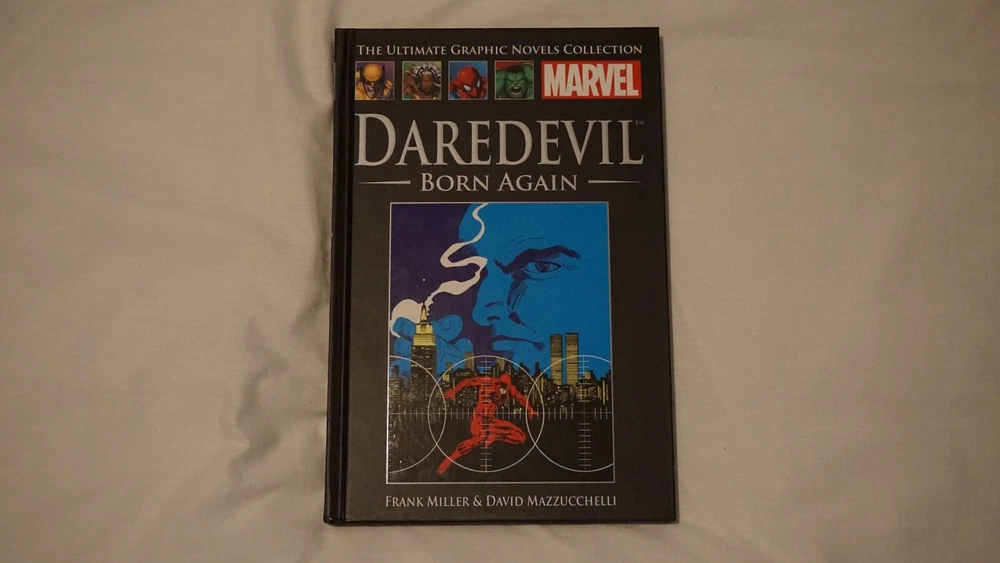 THE ULTIMATE GRAPHIC NOVELS COLLECTION
MARVEL
DAREDEVIL™
BORN AGAIN
FRANK MILLER & DAVID MAZZUCCHELLI